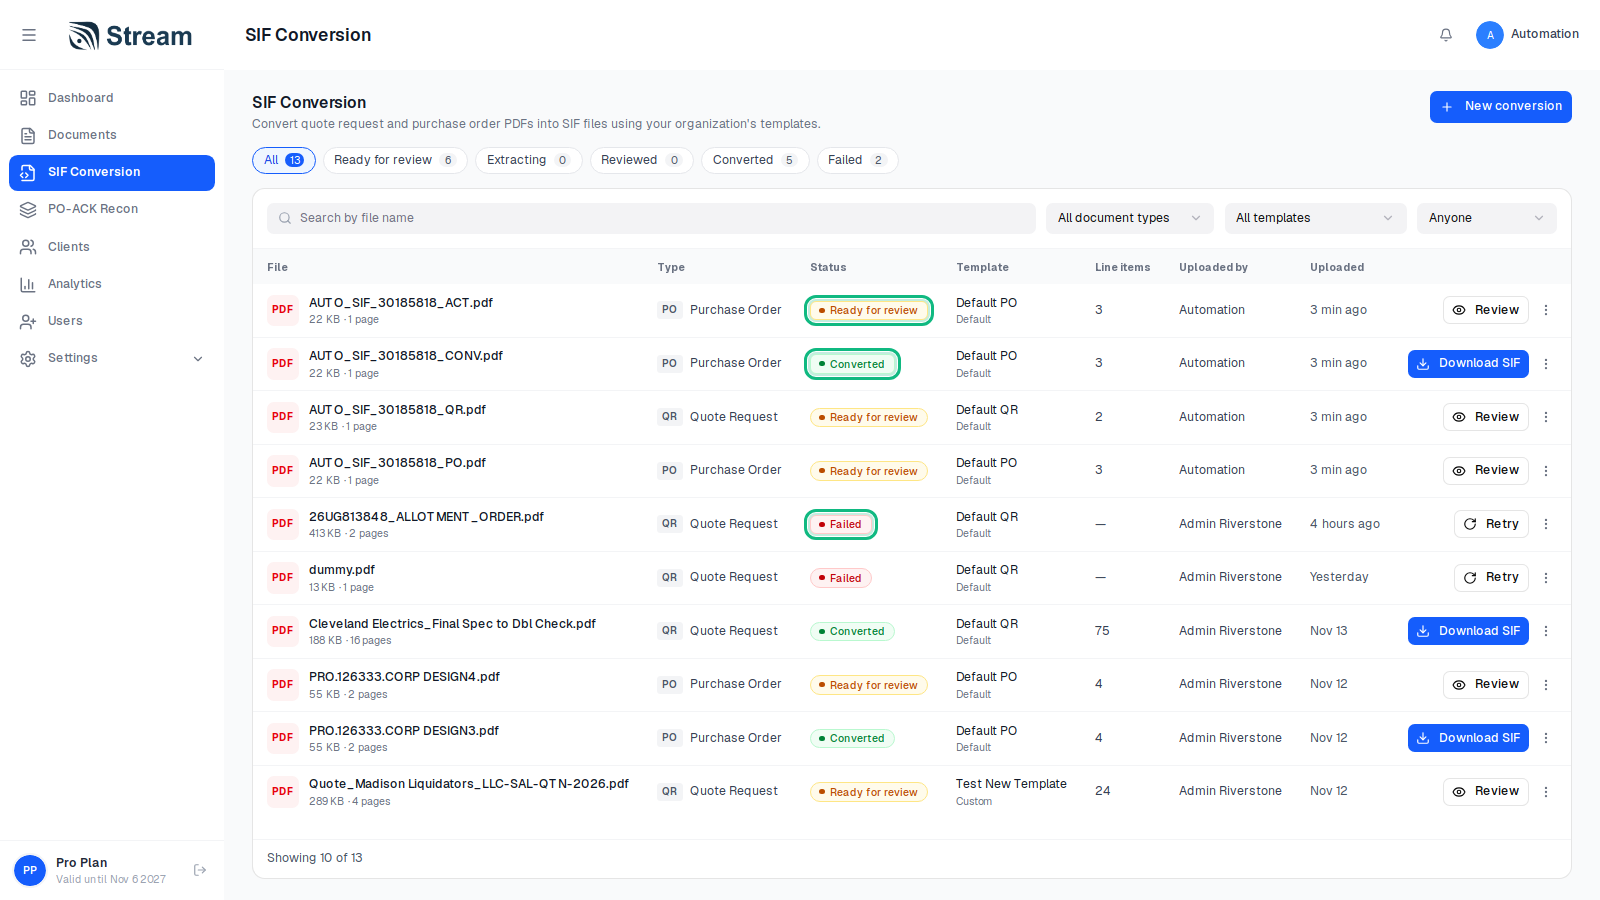 Stream
SIF Conversion
A
Automation
Dashboard
Documents
SIF Conversion
PO-ACK Recon
Clients
Analytics
Users
Settings
SIF Conversion
Convert quote request and purchase order PDFs into SIF files using your organization's templates.
New conversion
All 13
Ready for review 6
Extracting 0
Reviewed 0
Converted 5
Failed 2
Search by file name
All document types
All templates
Anyone
File Type Status Template Line items Uploaded by Uploaded
PDF AUTO_SIF_30185818_ACT.pdf PO Purchase Order Ready for review Default PO 3 Automation 3 min ago Review
22 KB · 1 page Default
PDF AUTO_SIF_30185818_CONV.pdf PO Purchase Order Converted Default PO 3 Automation 3 min ago Download SIF
22 KB · 1 page Default
PDF AUTO_SIF_30185818_QR.pdf QR Quote Request Ready for review Default QR 2 Automation 3 min ago Review
23 KB · 1 page Default
PDF AUTO_SIF_30185818_PO.pdf PO Purchase Order Ready for review Default PO 3 Automation 3 min ago Review
22 KB · 1 page Default
PDF 26UG813848_ALLOTMENT_ORDER.pdf QR Quote Request Failed Default QR — Admin Riverstone 4 hours ago Retry
413 KB · 2 pages Default
PDF dummy.pdf QR Quote Request Failed Default QR — Admin Riverstone Yesterday Retry
13 KB · 1 page Default
PDF Cleveland Electrics_Final Spec to Dbl Check.pdf QR Quote Request Converted Default QR 75 Admin Riverstone Nov 13 Download SIF
188 KB · 16 pages Default
PDF PRO.126333.CORP DESIGN4.pdf PO Purchase Order Ready for review Default PO 4 Admin Riverstone Nov 12 Review
55 KB · 2 pages Default
PDF PRO.126333.CORP DESIGN3.pdf PO Purchase Order Converted Default PO 4 Admin Riverstone Nov 12 Download SIF
55 KB · 2 pages Default
PDF Quote_Madison Liquidators_LLC-SAL-QTN-2026.pdf QR Quote Request Ready for review Test New Template 24 Admin Riverstone Nov 12 Review
289 KB · 4 pages Custom
Showing 10 of 13
PP
Pro Plan
Valid until Nov 6 2027